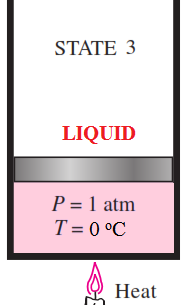 STATE 3
LIQUID
P = 1 atm
T = 0 ºC
Heat